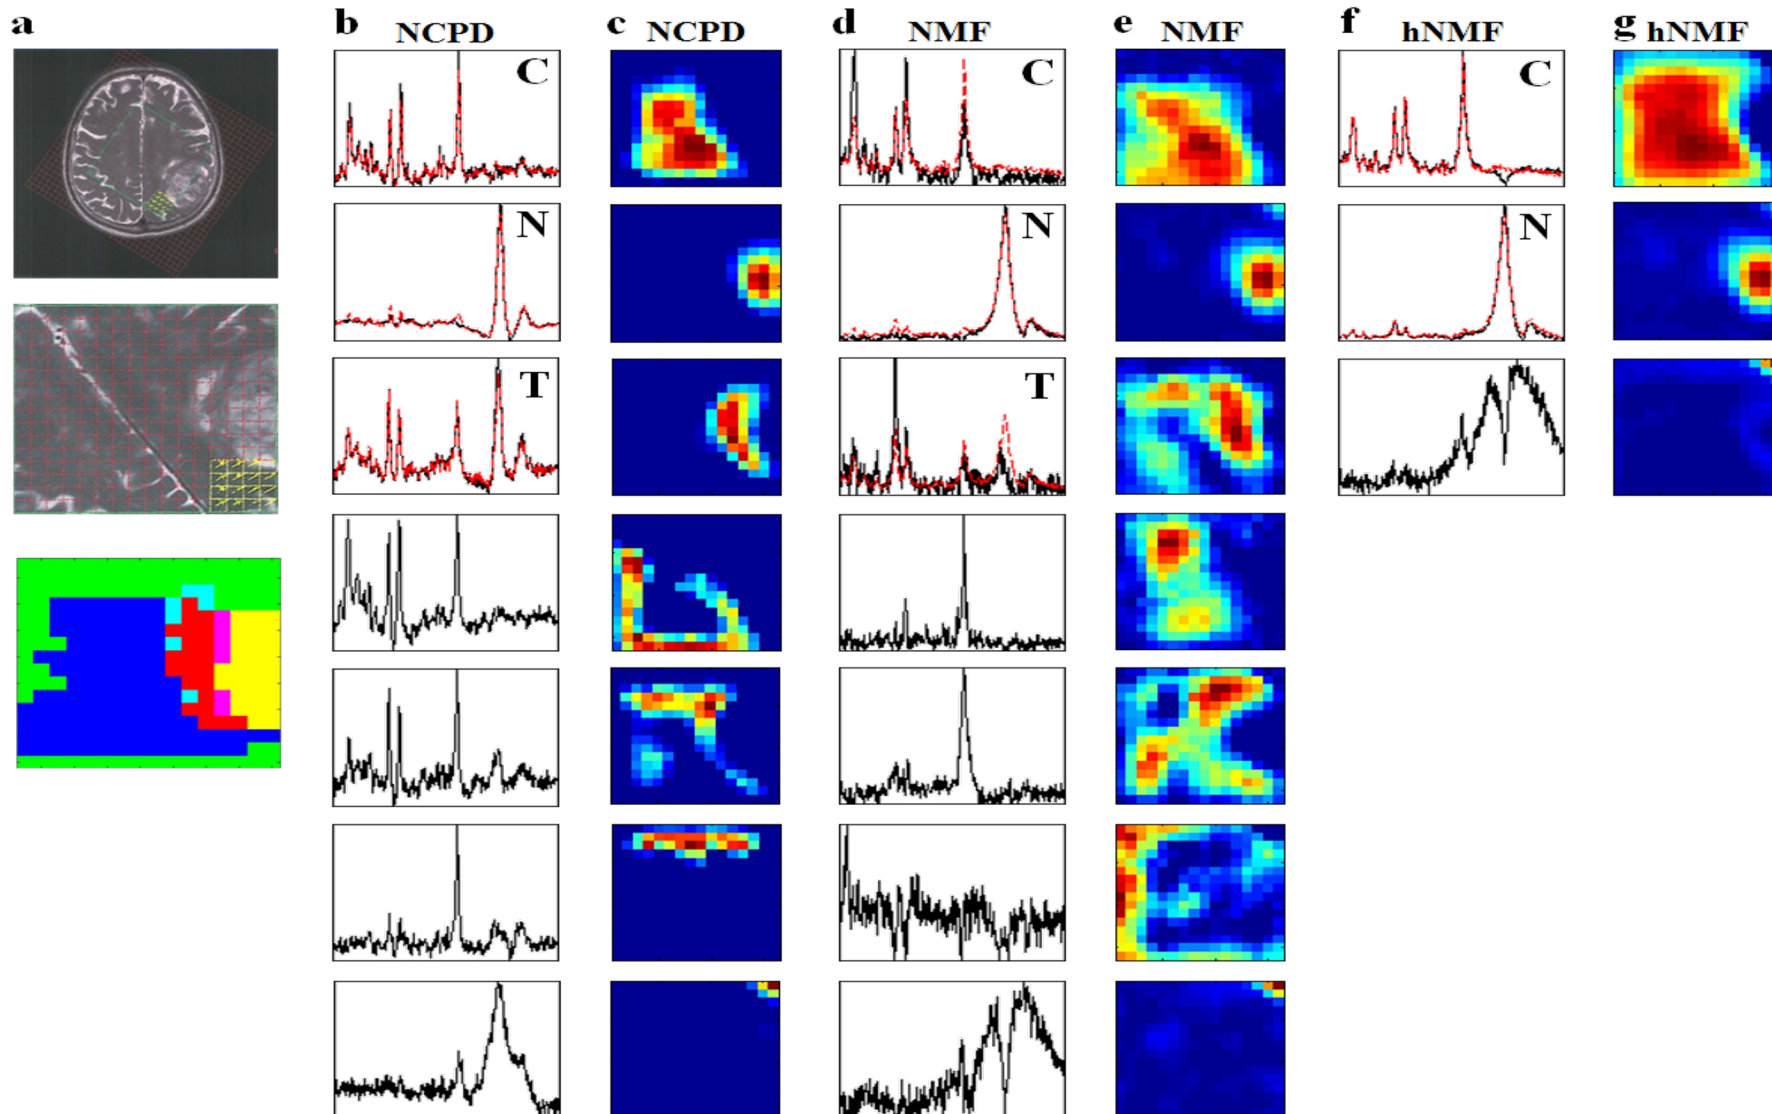 a b NCPD c NCPD d NMF e NMF f hNMF g hNMF
C C C
N N N
T T